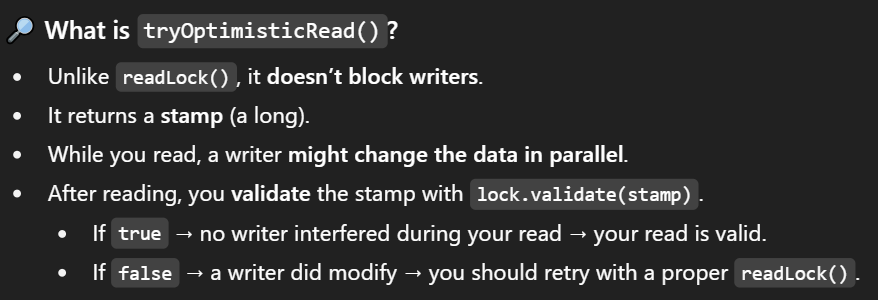 🔎 What is tryOptimisticRead()?
• Unlike readLock(), it doesn’t block writers.
• It returns a stamp (a long).
• While you read, a writer might change the data in parallel.
• After reading, you validate the stamp with lock.validate(stamp).
• If true → no writer interfered during your read → your read is valid.
• If false → a writer did modify → you should retry with a proper readLock().